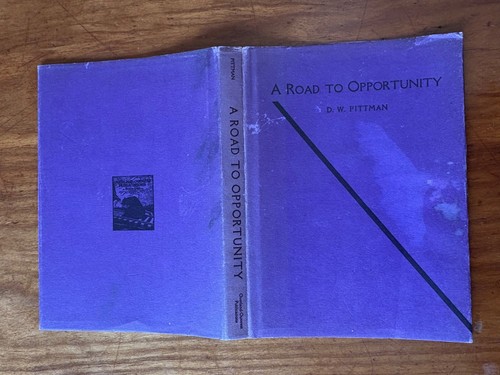 A ROAD TO OPPORTUNITY
D. W. PITTMAN
PITTMAN
A ROAD TO OPPORTUNITY